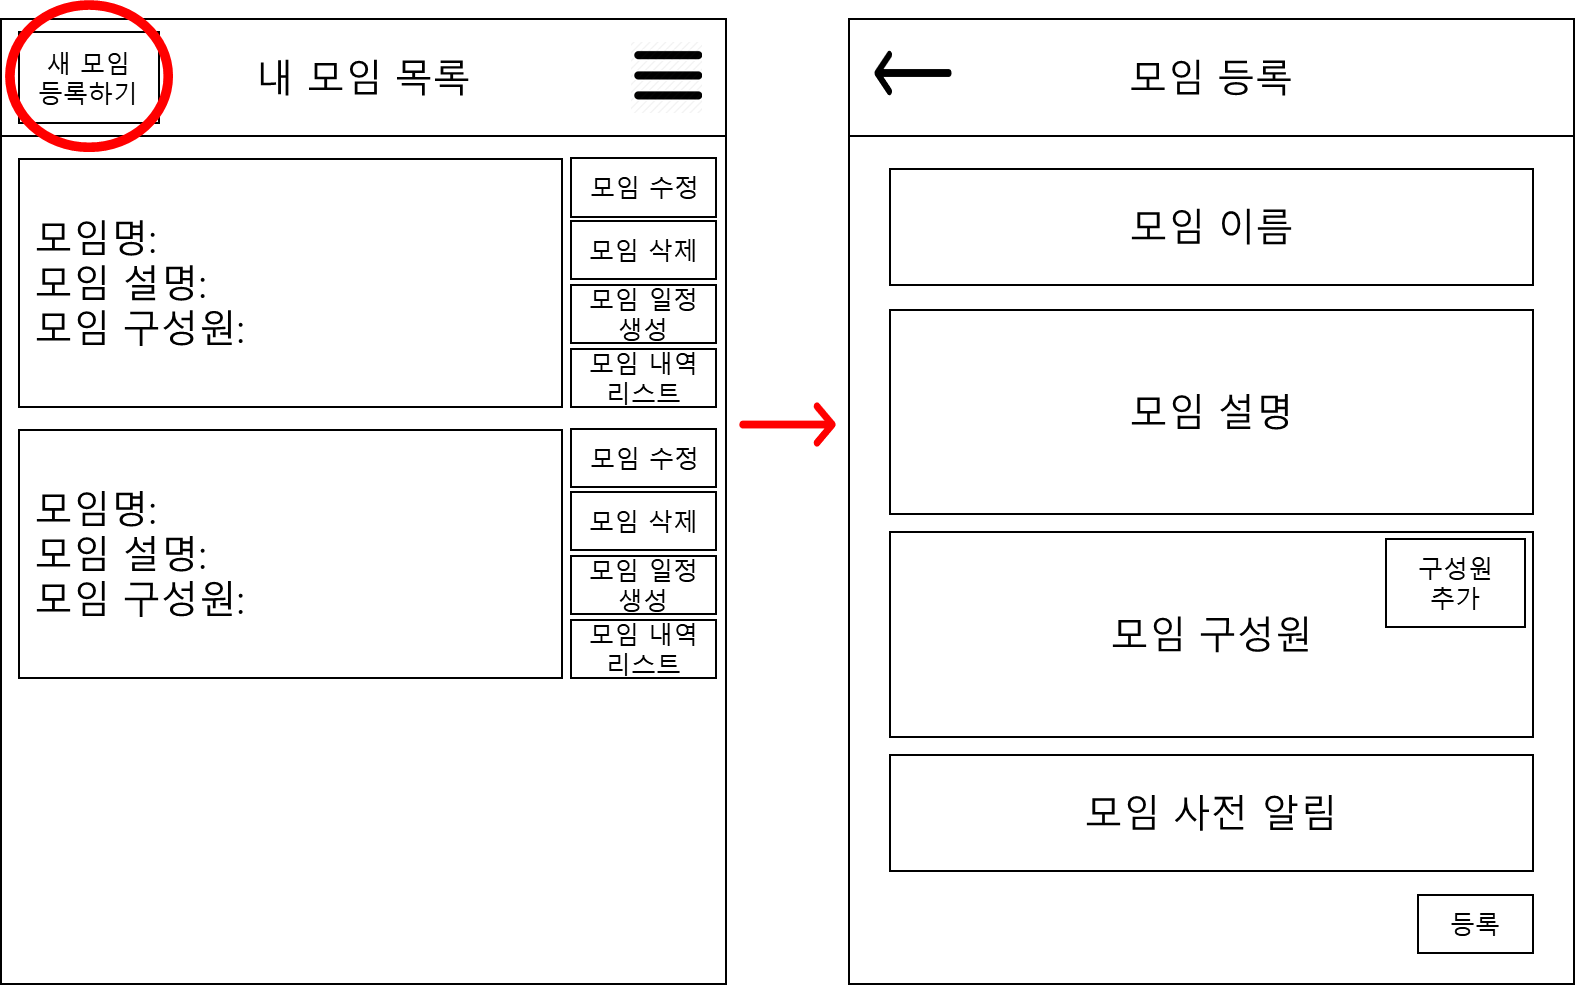 새 모임
등록하기
내 모임 목록
모임명:
모임 설명:
모임 구성원:
모임 수정
모임 삭제
모임 일정
생성
모임 내역
리스트
모임명:
모임 설명:
모임 구성원:
모임 수정
모임 삭제
모임 일정
생성
모임 내역
리스트
모임 등록
모임 이름
모임 설명
구성원
추가
모임 구성원
모임 사전 알림
등록